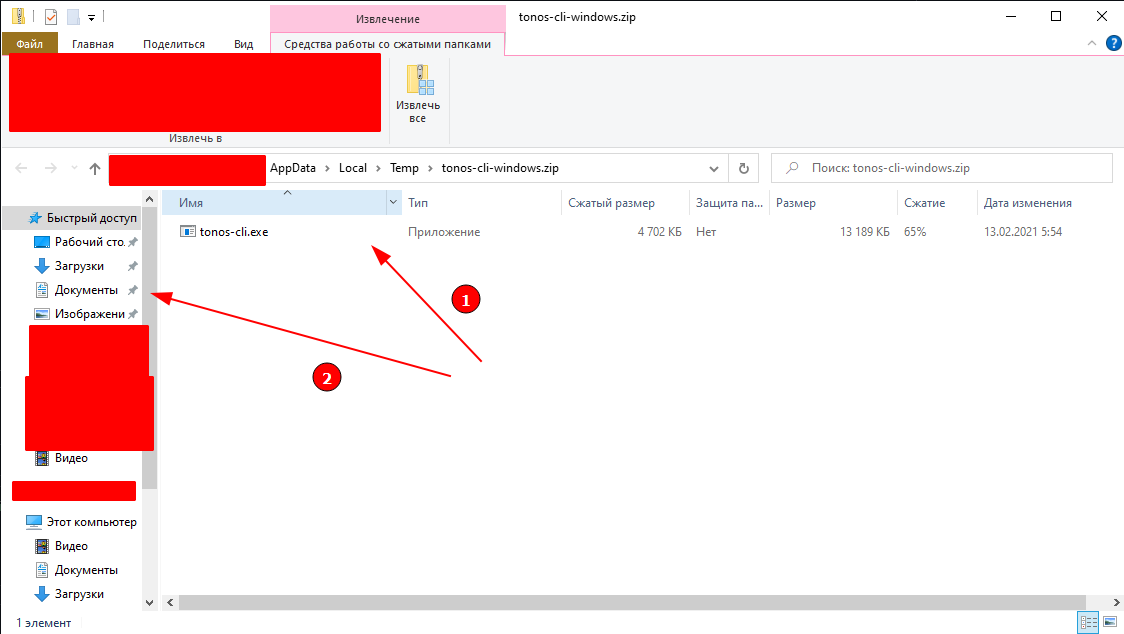 Извлечение
tonos-cli-windows.zip
Файл
Главная
Поделиться
Вид
Средства работы со сжатыми папками
?
Извлечь
все
Извлечь в
AppData
Local
Temp
tonos-cli-windows.zip
Поиск: tonos-cli-windows.zip
Имя
Тип
Сжатый размер
Защита па...
Размер
Сжатие
Дата изменения
tonos-cli.exe
Приложение
4 702 КБ
Нет
13 189 КБ
65%
13.02.2021 5:54
Быстрый доступ
Рабочий сто.
Загрузки
Документы
Изображени
Видео
Этот компьютер
Видео
Документы
Загрузки
1
2
1 элемент